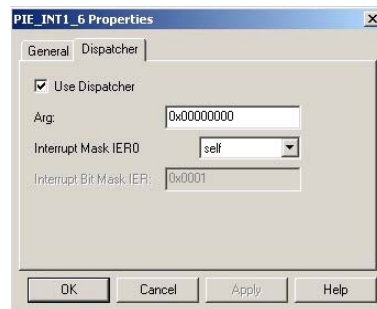 PIE_INT1_6 Properties
General Dispatcher
Use Dispatcher
Arg: 0x00000000
Interrupt Mask IER0 self
Interrupt Bit Mask IER: 0x0001
OK Cancel Apply Help